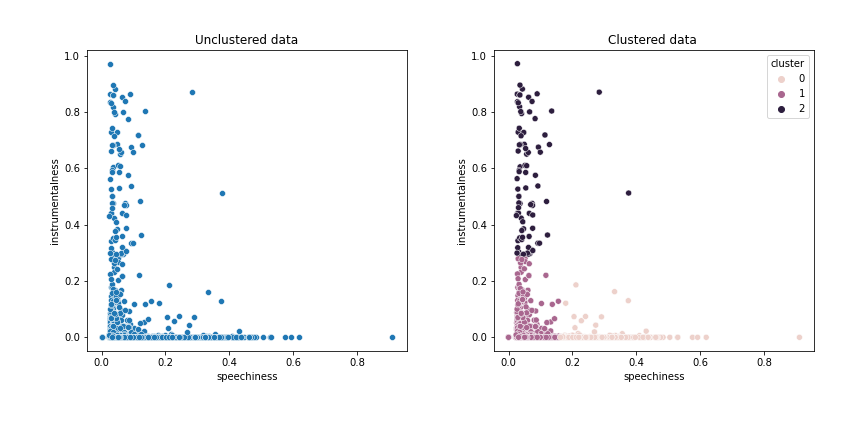 Unclustered data
1.0
0.8
0.6
0.4
0.2
0.0
instrumentalness
0.0 0.2 0.4 0.6 0.8
speechiness
Clustered data
1.0
0.8
0.6
0.4
0.2
0.0
instrumentalness
0.0 0.2 0.4 0.6 0.8
speechiness
cluster
0
1
2